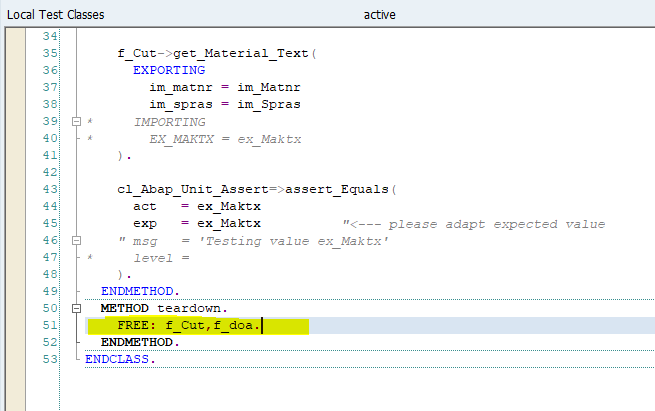 Local Test Classes active
34
35 f_Cut->get_Material_Text(
36 EXPORTING
37 im_matnr = im_Matnr
38 im_spras = im_Spras
39 * IMPORTING
40 * EX_MAKTX = ex_Maktx
41 ).
42
43 cl_Abap_Unit_Assert=>assert_Equals(
44 act = ex_Maktx
45 exp = ex_Maktx "<--- please adapt expected value
46 " msg = 'Testing value ex_Maktx'
47 * level =
48 ).
49 ENDMETHOD.
50 METHOD teardown.
51 FREE: f_Cut,f_doa.
52 ENDMETHOD.
53 ENDCLASS.